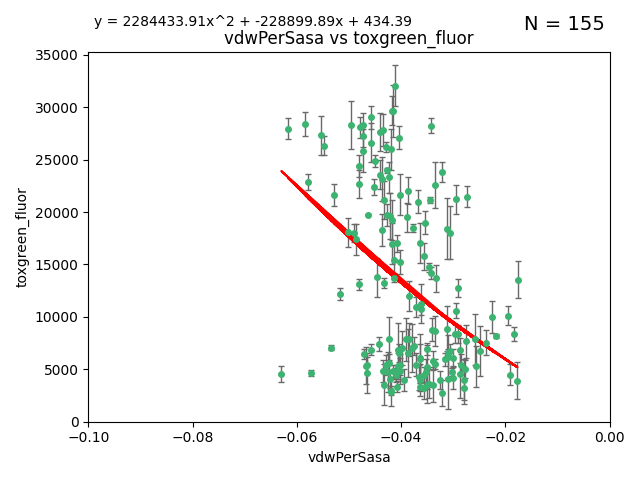 y = 2284433.91x^2 + -228899.89x + 434.39
N = 155
vdwPerSasa vs toxgreen_fluor
35000
30000
25000
20000
15000
10000
5000
0
toxgreen_fluor
−0.10 −0.08 −0.06 −0.04 −0.02 0.00
vdwPerSasa